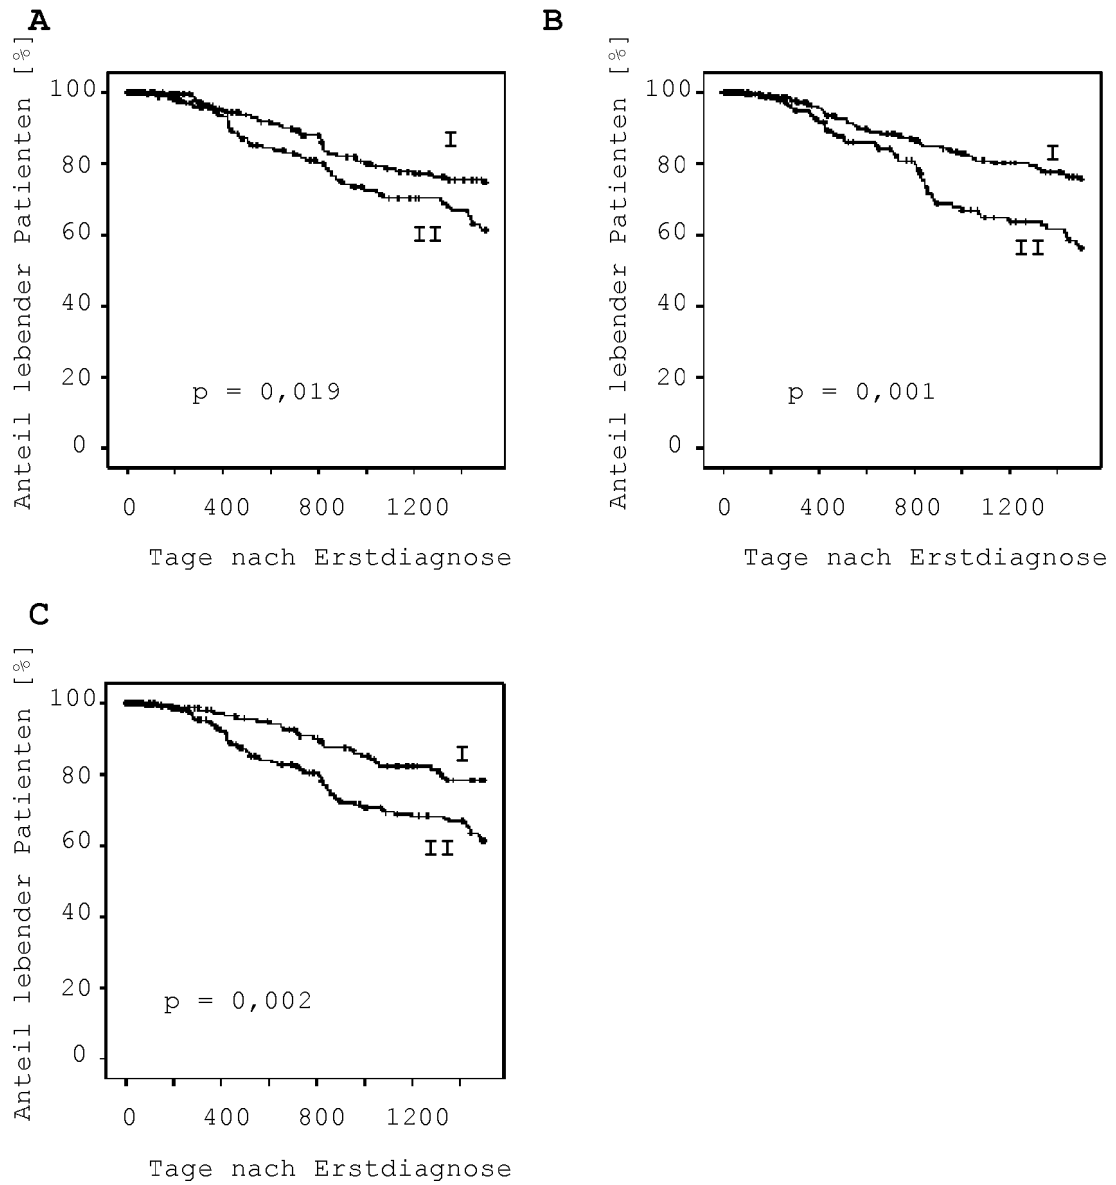 A
Anteil lebender Patienten [%]
100
80
60
40
20
0
I
II
p = 0,019
0 400 800 1200
Tage nach Erstdiagnose
B
Anteil lebender Patienten [%]
100
80
60
40
20
0
I
II
p = 0,001
0 400 800 1200
Tage nach Erstdiagnose
C
Anteil lebender Patienten [%]
100
80
60
40
20
0
I
II
p = 0,002
0 400 800 1200
Tage nach Erstdiagnose